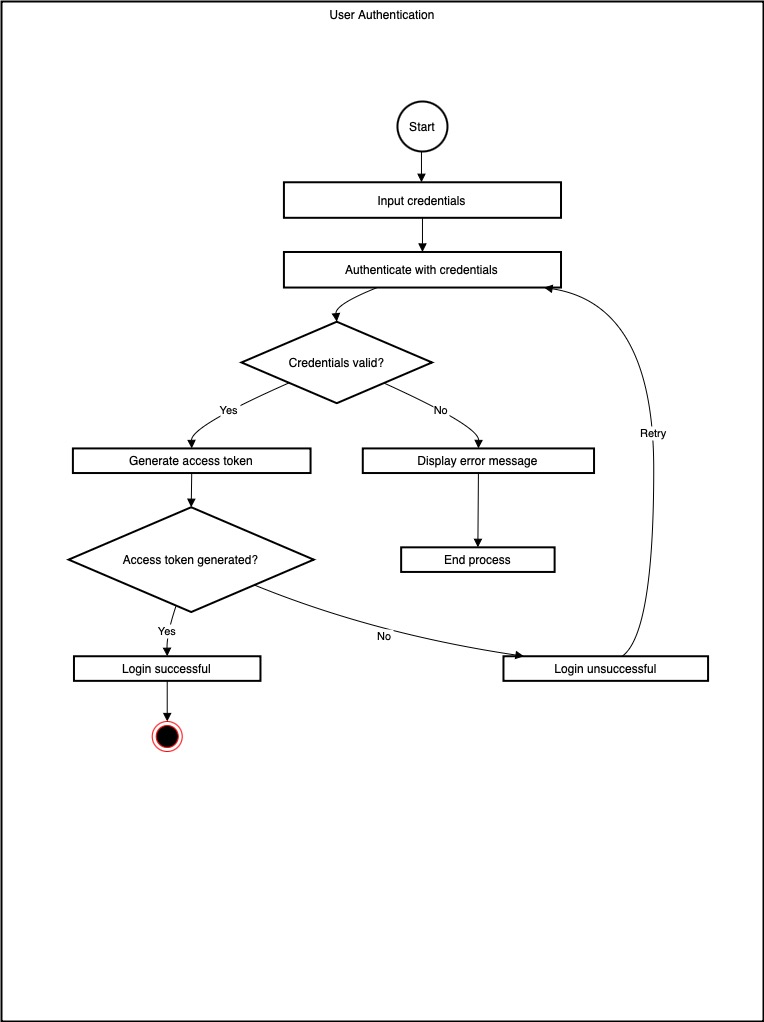 User Authentication
Start
Input credentials
Authenticate with credentials
Credentials valid?
Yes
No
Retry
Generate access token
Display error message
Access token generated?
End process
Yes
No
Login successful
Login unsuccessful